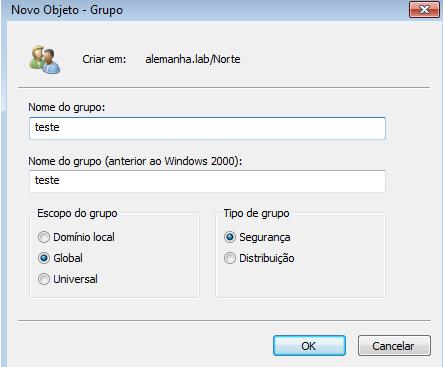 Novo Objeto - Grupo
Criar em: alemanha.lab/Norte
Nome do grupo:
teste
Nome do grupo (anterior ao Windows 2000):
teste
Escopo do grupo
Domínio local
Global
Universal
Tipo de grupo
Segurança
Distribuição
OK Cancelar